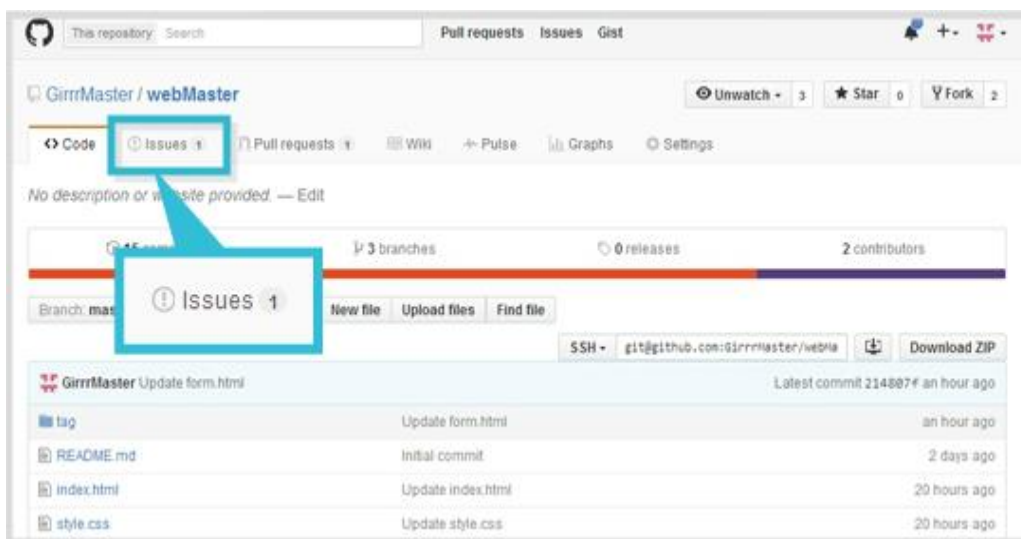 This repository Search Pull requests Issues Gist
GirrrMaster / webMaster Unwatch 3 Star 0 Fork 2
Code Issues 1 Pull requests 1 Wiki Pulse Graphs Settings
No description or website provided. — Edit
15 3 branches 0 releases 2 contributors
Issues 1
Branch: New file Upload files Find file
SSH git@github.com:GirrrMaster/webMa Download ZIP
GirrrMaster Update form.html Latest commit 214807f an hour ago
tag Update form.html an hour ago
README.md Initial commit 2 days ago
index.html Update index.html 20 hours ago
style.css Update style.css 20 hours ago